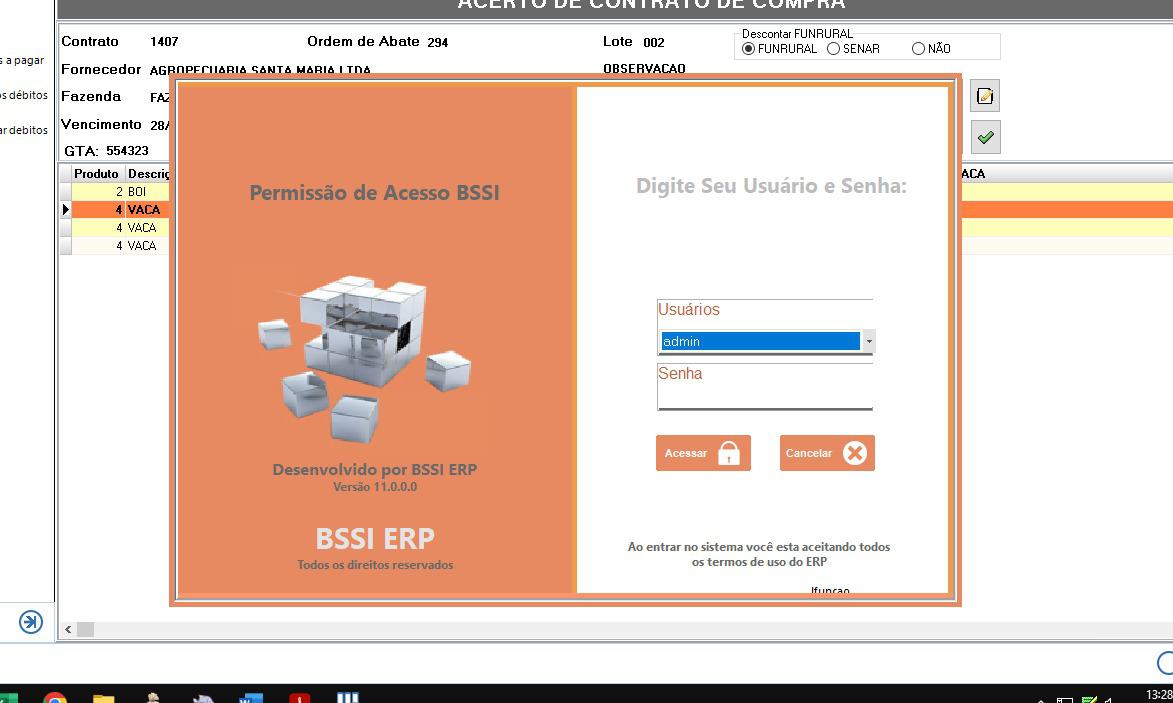 ACERTO DE CONTRATO DE COMPRA
Contrato 1407 Ordem de Abate 294 Lote 002
Descontar FUNRURAL
FUNRURAL SENAR NÃO
s a pagar
Fornecedor AGROPECUARIA SANTA MARIA LTDA OBSERVACAO
os débitos
Fazenda FAZ
ar debitos
Vencimento 28/
GTA: 554323
Produto Descriç ACA
2 BOI
4 VACA
4 VACA
4 VACA
Permissão de Acesso BSSI
Desenvolvido por BSSI ERP
Versão 11.0.0.0
BSSI ERP
Todos os direitos reservados
Digite Seu Usuário e Senha:
Usuários
admin
Senha
Acessar Cancelar
Ao entrar no sistema você esta aceitando todos
os termos de uso do ERP
lfuncao
13:28